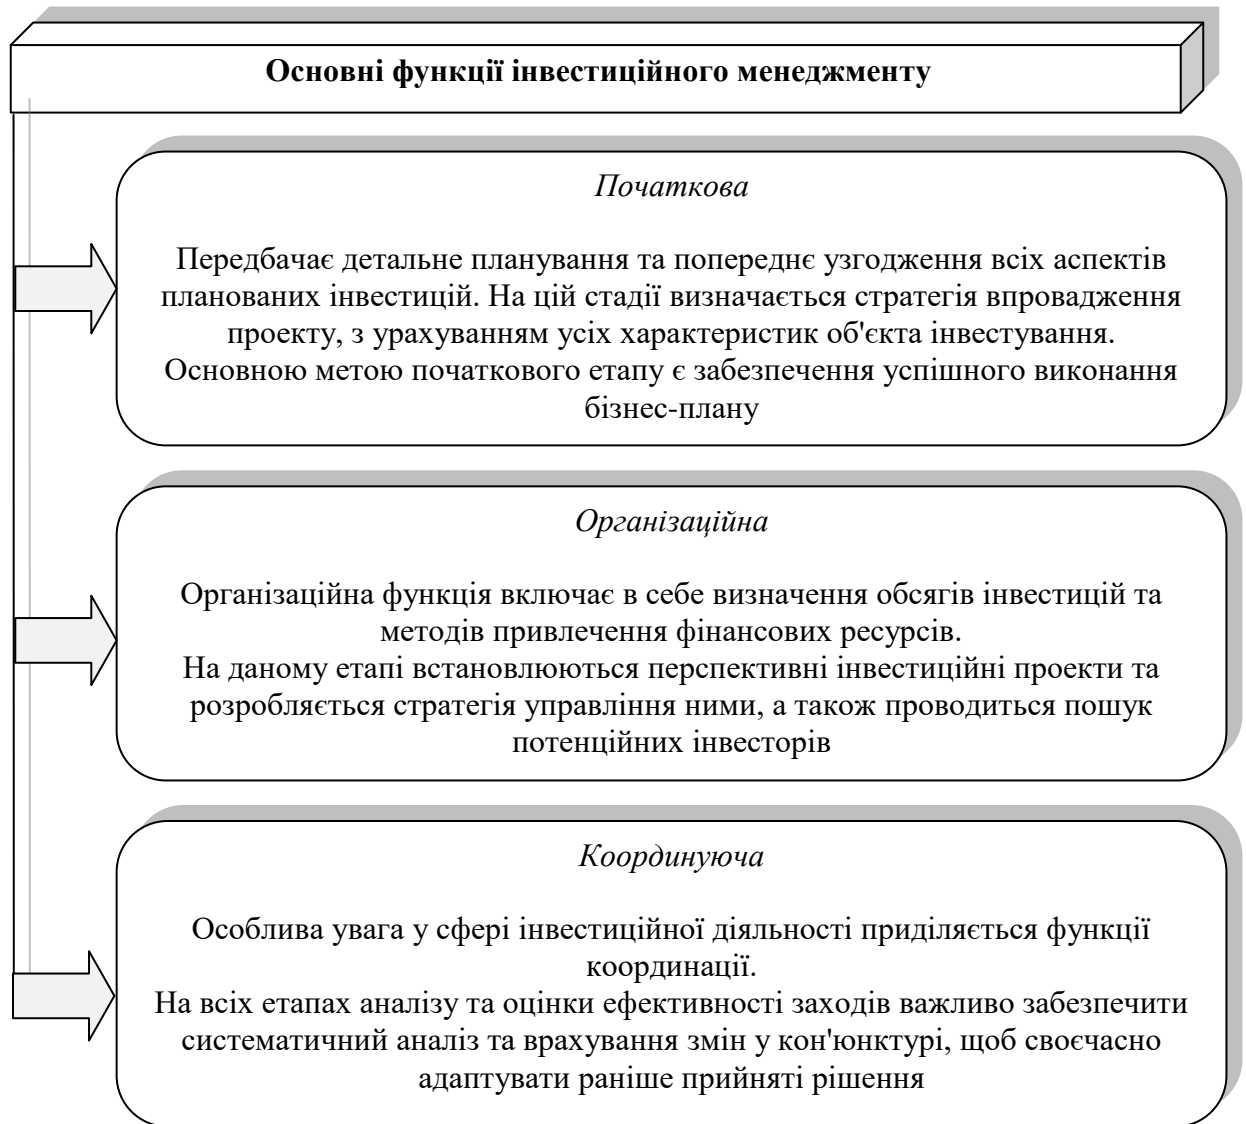 Основні функції інвестиційного менеджменту
Початкова
Передбачає детальне планування та попереднє узгодження всіх аспектів
планованих інвестицій. На цій стадії визначається стратегія впровадження
проекту, з урахуванням усіх характеристик об'єкта інвестування.
Основною метою початкового етапу є забезпечення успішного виконання
бізнес-плану
Організаційна
Організаційна функція включає в себе визначення обсягів інвестицій та
методів привлечення фінансових ресурсів.
На даному етапі встановлюються перспективні інвестиційні проекти та
розробляється стратегія управління ними, а також проводиться пошук
потенційних інвесторів
Координуюча
Особлива увага у сфері інвестиційної діяльності приділяється функції
координації.
На всіх етапах аналізу та оцінки ефективності заходів важливо забезпечити
систематичний аналіз та врахування змін у кон'юнктурі, щоб своєчасно
адаптувати раніше прийняті рішення